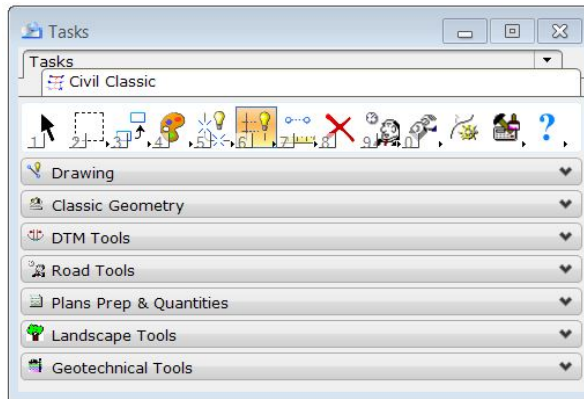 Tasks
Tasks
Civil Classic
1 2 3 4 5 6 7 8 9 0 ?
Drawing
Classic Geometry
DTM Tools
Road Tools
Plans Prep & Quantities
Landscape Tools
Geotechnical Tools